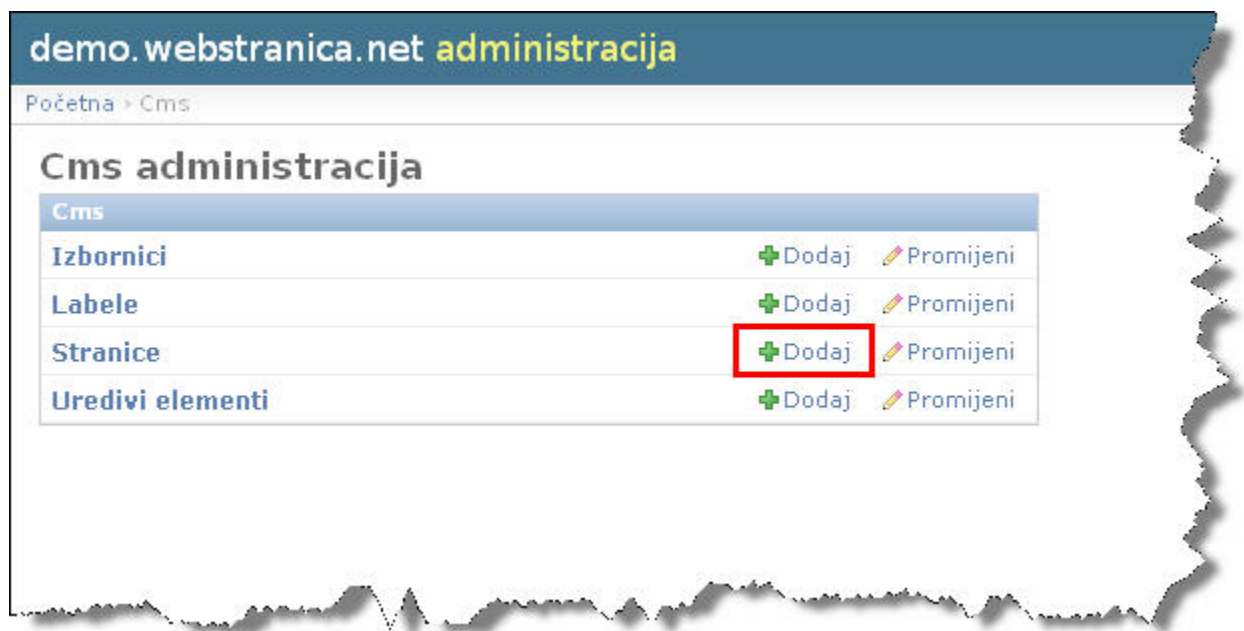 demo.webstranica.net administracija
Početna › Cms
Cms administracija
Cms
Izbornici Dodaj Promijeni
Labele Dodaj Promijeni
Stranice Dodaj Promijeni
Uredivi elementi Dodaj Promijeni